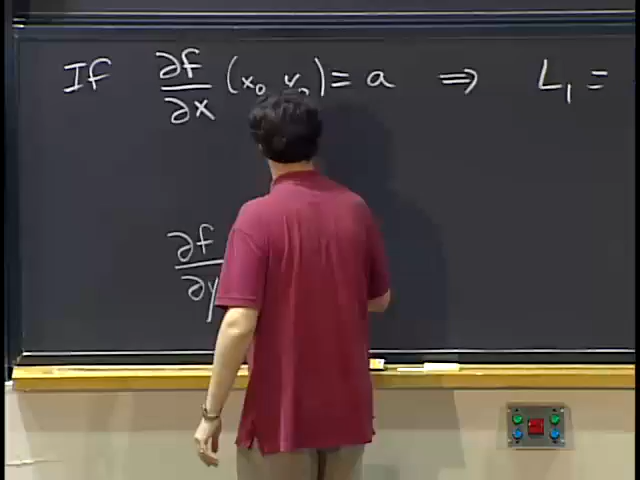 If ∂f/∂x (x₀, y₀) = a ⇒ L₁ =
∂f/∂y